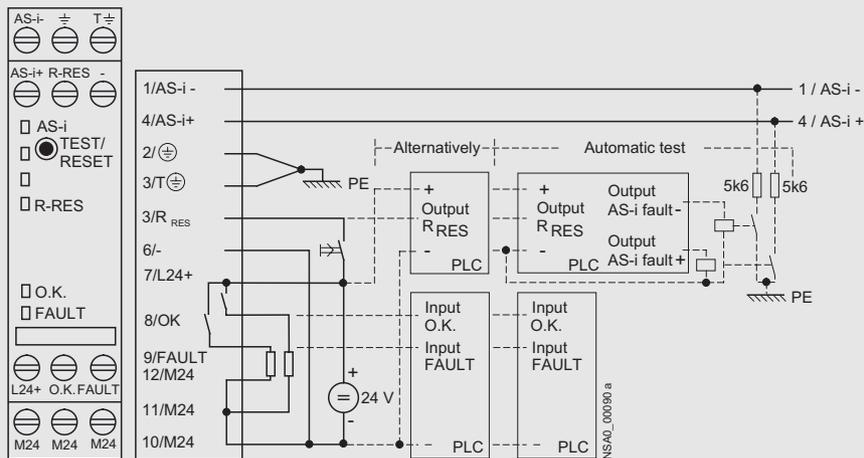 AS-i- ⏚ T⏚
AS-i+ R-RES -
AS-i
TEST/
RESET
R-RES
O.K.
FAULT
L24+ O.K. FAULT
M24 M24 M24
1/AS-i -
4/AS-i+
2/⏚
3/T⏚
3/R RES
6/-
7/L24+
8/OK
9/FAULT
12/M24
11/M24
10/M24
PE
+
24 V
-
Alternatively
Automatic test
+
Output
R RES
-
PLC
+
Output
R RES
-
PLC
Output
AS-i fault-
Output
AS-i fault+
Input
O.K.
Input
FAULT
- PLC
Input
O.K.
Input
FAULT
- PLC
NSA0_00090 a
1 / AS-i -
4 / AS-i +
5k6 5k6
PE